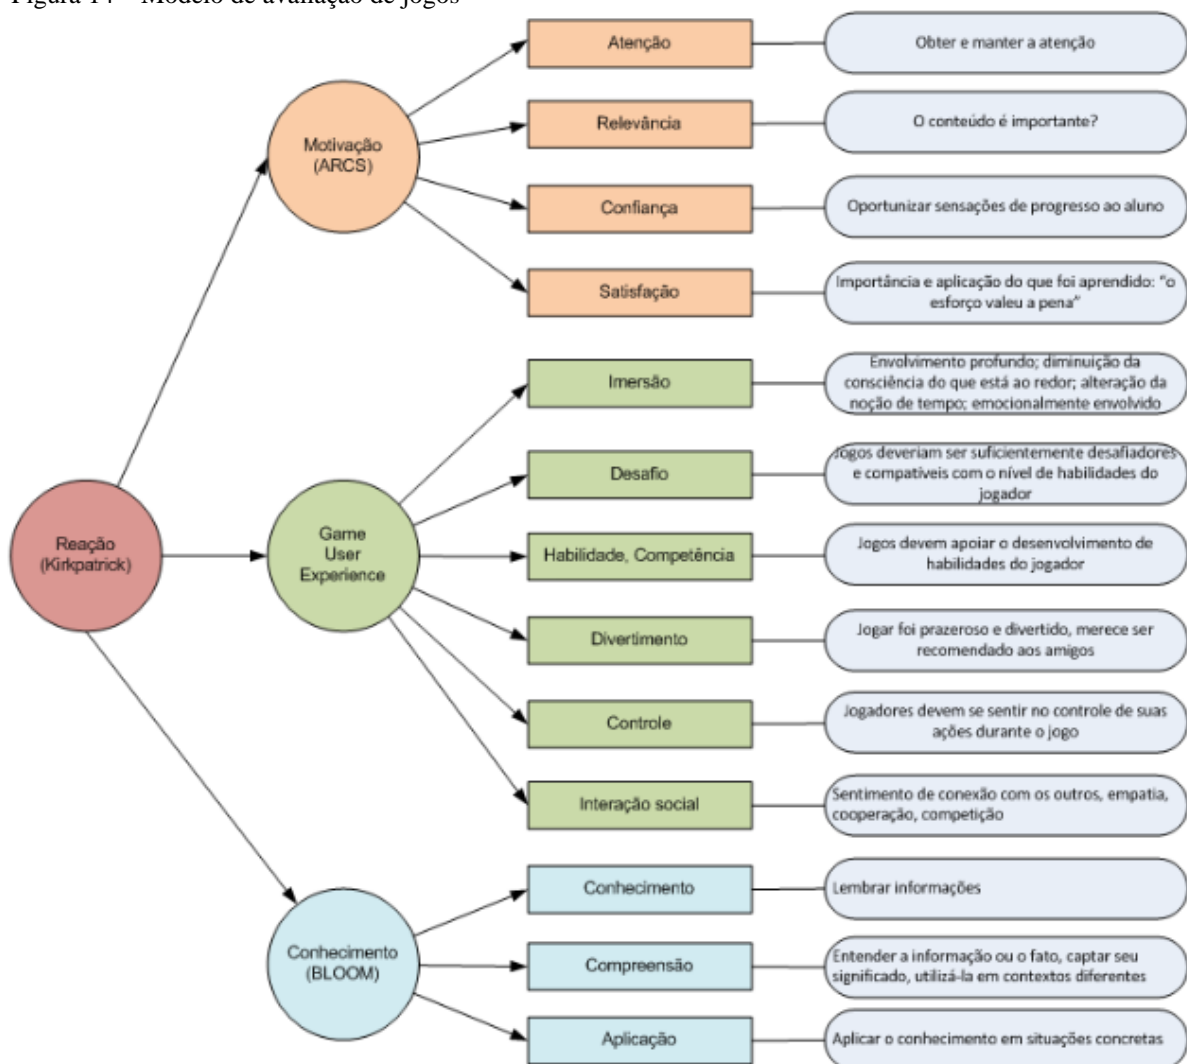 Figura 14 – Modelo de avaliação de jogos
Atenção
Obter e manter a atenção
Relevância
O conteúdo é importante?
Motivação
(ARCS)
Confiança
Oportunizar sensações de progresso ao aluno
Satisfação
Importância e aplicação do que foi aprendido: “o
esforço valeu a pena”
Imersão
Envolvimento profundo; diminuição da
consciência do que está ao redor; alteração da
noção de tempo; emocionalmente envolvido
Desafio
Jogos deveriam ser suficientemente desafiadores
e compatíveis com o nível de habilidades do
jogador
Reação
(Kirkpatrick)
Game
User
Experience
Habilidade, Competência
Jogos devem apoiar o desenvolvimento de
habilidades do jogador
Divertimento
Jogar foi prazeroso e divertido, merece ser
recomendado aos amigos
Controle
Jogadores devem se sentir no controle de suas
ações durante o jogo
Interação social
Sentimento de conexão com os outros, empatia,
cooperação, competição
Conhecimento
Lembrar informações
Conhecimento
(BLOOM)
Compreensão
Entender a informação ou o fato, captar seu
significado, utilizá-la em contextos diferentes
Aplicação
Aplicar o conhecimento em situações concretas